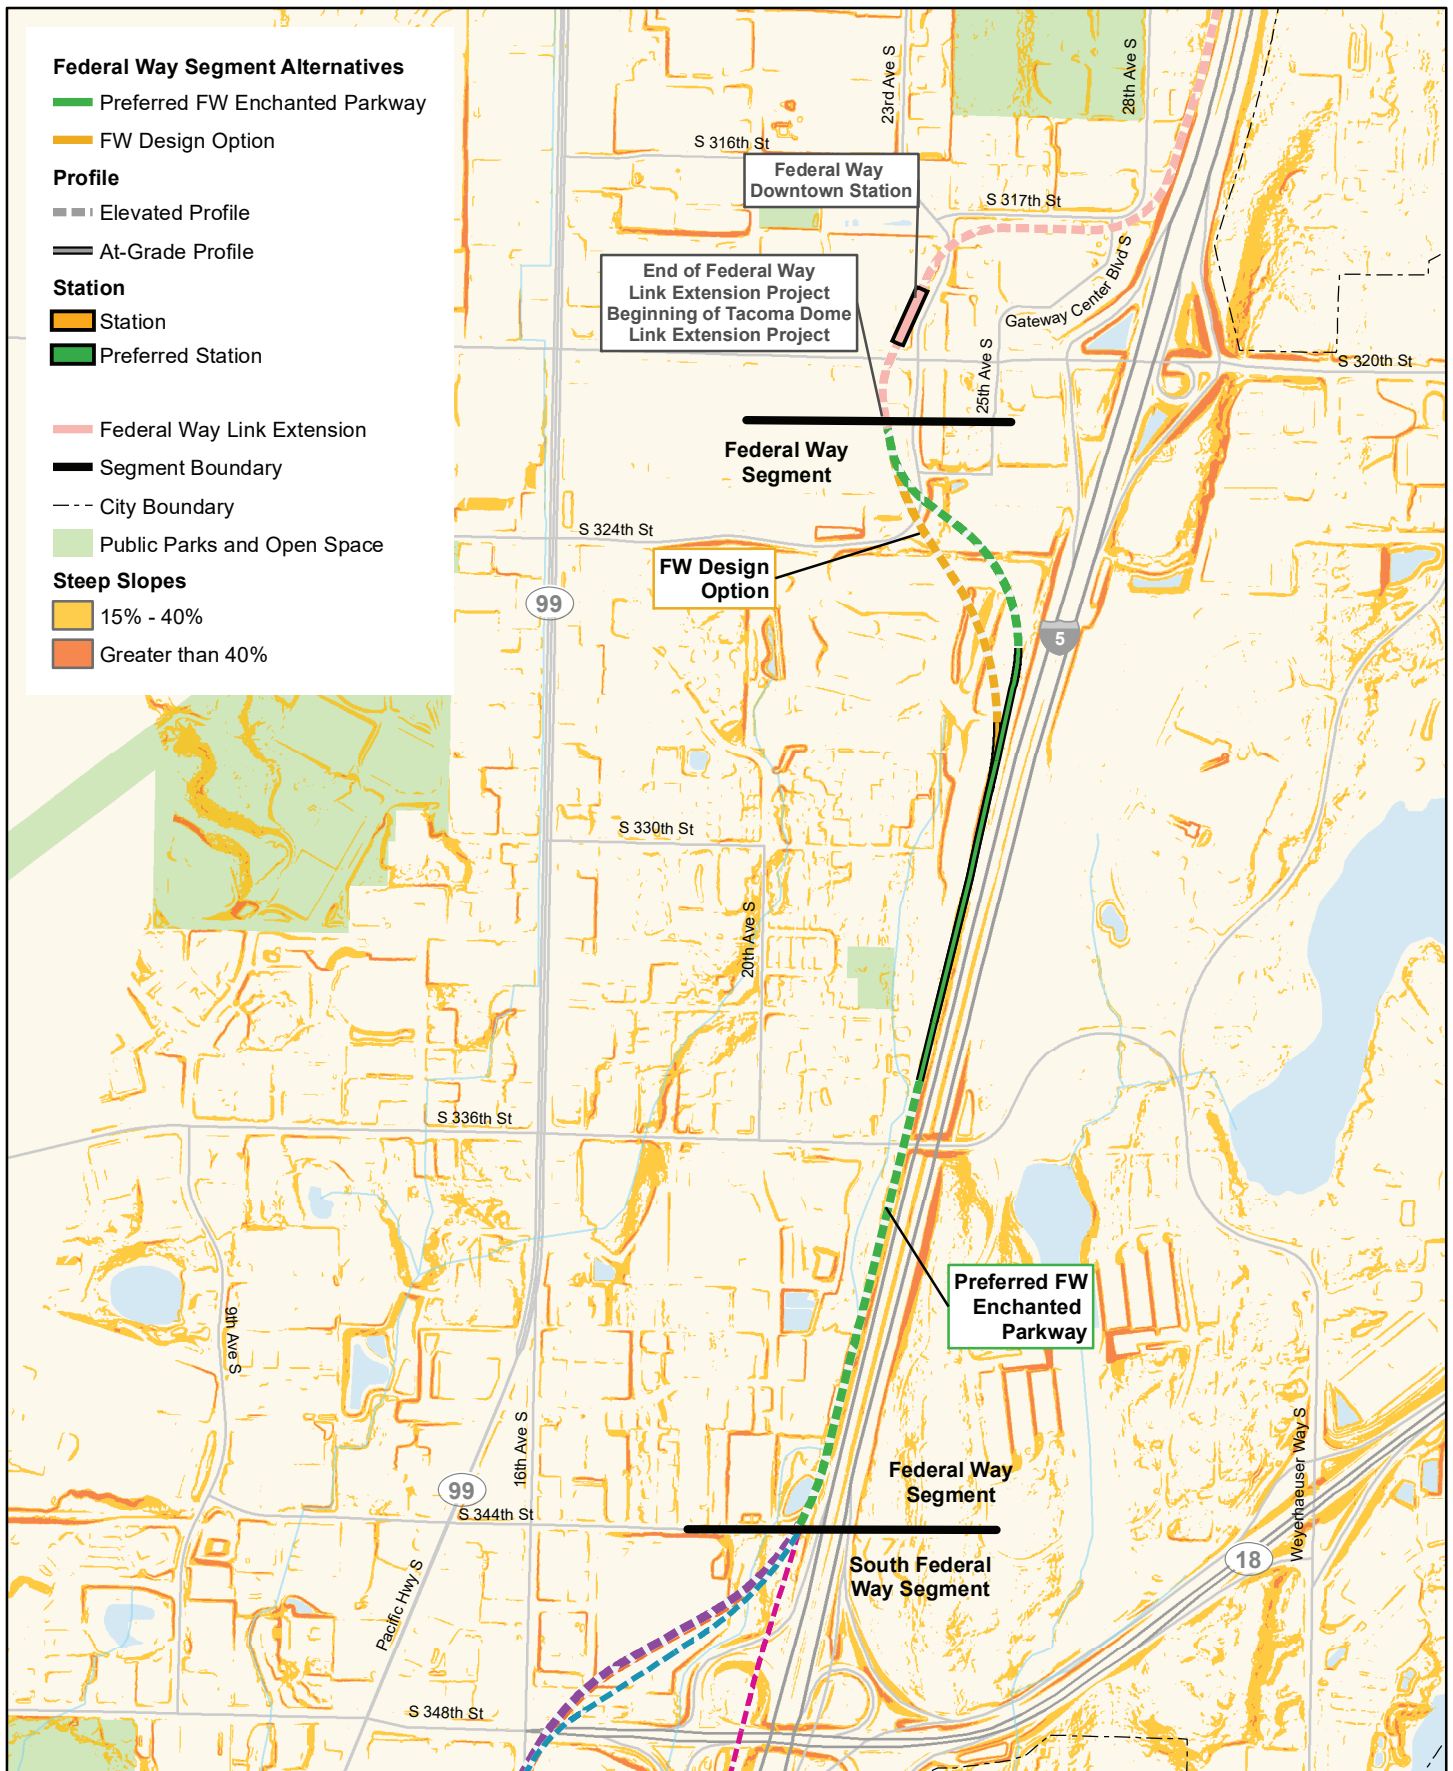 Federal Way Segment Alternatives
Preferred FW Enchanted Parkway
FW Design Option
Profile
Elevated Profile
At-Grade Profile
Station
Station
Preferred Station
Federal Way Link Extension
Segment Boundary
City Boundary
Public Parks and Open Space
Steep Slopes
15% - 40%
Greater than 40%
23rd Ave S
28th Ave S
S 316th St
Federal Way
Downtown Station
S 317th St
End of Federal Way
Link Extension Project
Beginning of Tacoma Dome
Link Extension Project
Gateway Center Blvd S
25th Ave S
S 320th St
Federal Way
Segment
S 324th St
FW Design
Option
99
5
S 330th St
20th Ave S
S 336th St
Preferred FW
Enchanted
Parkway
9th Ave S
16th Ave S
Weyerhaeuser Way S
Federal Way
Segment
99
S 344th St
South Federal
Way Segment
18
Pacific Hwy S
S 348th St